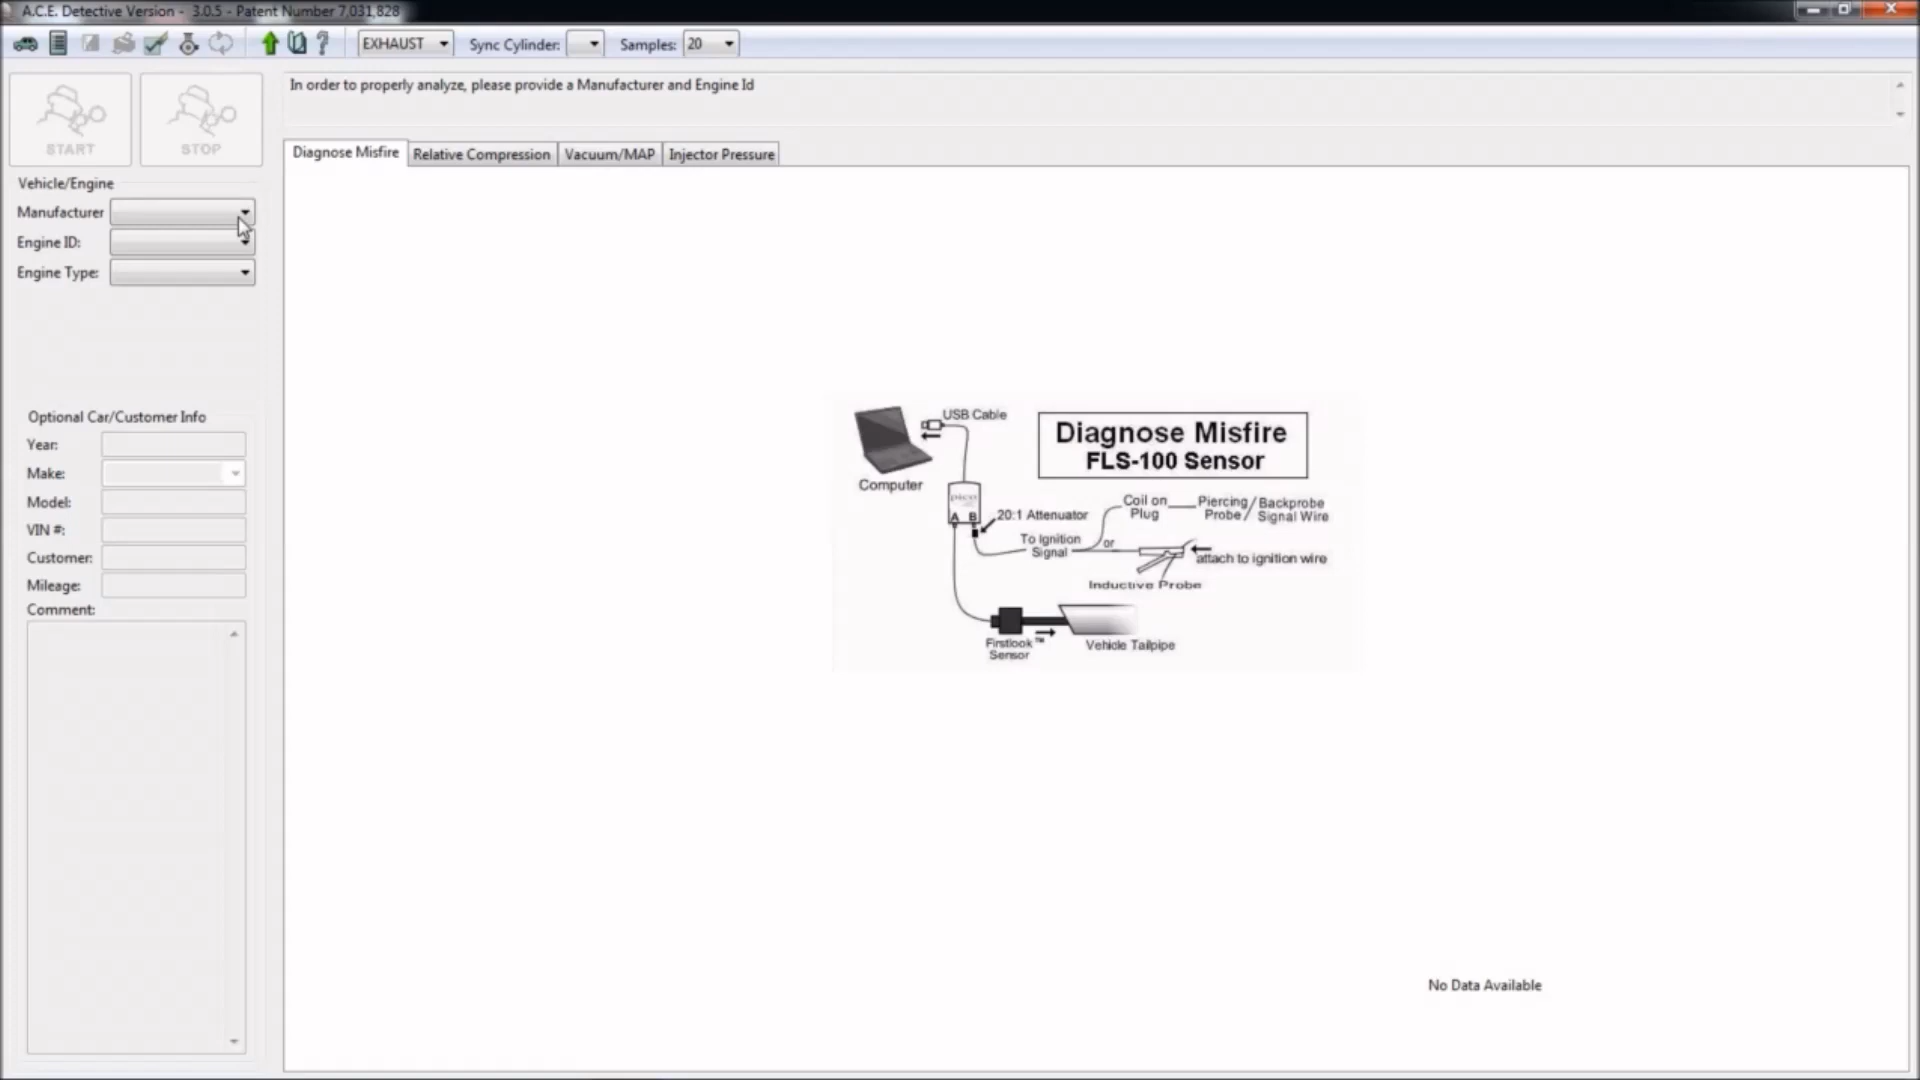 A.C.E. Detective Version - 3.0.5 - Patent Number 7,031,828
EXHAUST
Sync Cylinder:
Samples: 20
START
STOP
In order to properly analyze, please provide a Manufacturer and Engine Id
Diagnose Misfire
Relative Compression
Vacuum/MAP
Injector Pressure
Vehicle/Engine
Manufacturer
Engine ID:
Engine Type:
Optional Car/Customer Info
Year:
Make:
Model:
VIN #:
Customer:
Mileage:
Comment:
USB Cable
Computer
Diagnose Misfire
FLS-100 Sensor
pico
A B
20:1 Attenuator
To Ignition
Signal
or
Coil on
Plug
Piercing/
Probe/
Backprobe
Signal Wire
attach to ignition wire
Inductive Probe
Firstlook™
Sensor
Vehicle Tailpipe
No Data Available